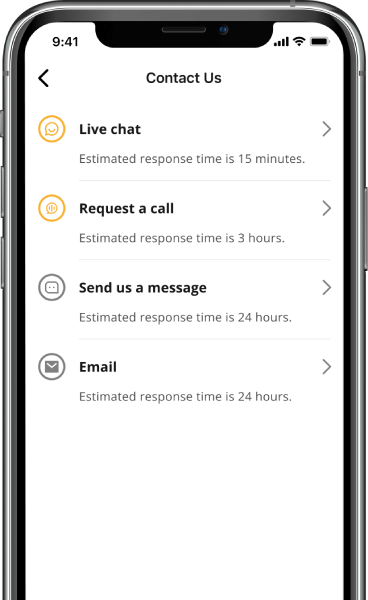 9:41
Contact Us
Live chat
Estimated response time is 15 minutes.
Request a call
Estimated response time is 3 hours.
Send us a message
Estimated response time is 24 hours.
Email
Estimated response time is 24 hours.